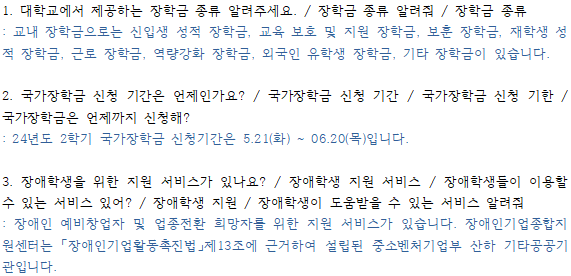 1. 대학교에서 제공하는 장학금 종류 알려주세요. / 장학금 종류 알려줘 / 장학금 종류
: 교내 장학금으로는 신입생 성적 장학금, 교육 보호 및 지원 장학금, 보훈 장학금, 재학생 성
적 장학금, 근로 장학금, 역량강화 장학금, 외국인 유학생 장학금, 기타 장학금이 있습니다.
2. 국가장학금 신청 기간은 언제인가요? / 국가장학금 신청 기간 / 국가장학금 신청 기한 /
국가장학금은 언제까지 신청해?
: 24년도 2학기 국가장학금 신청기간은 5.21(화) ~ 06.20(목)입니다.
3. 장애학생을 위한 지원 서비스가 있나요? / 장애학생 지원 서비스 / 장애학생들이 이용할
수 있는 서비스 있어? / 장애학생 지원 / 장애학생이 도움받을 수 있는 서비스 알려줘
: 장애인 예비창업자 및 업종전환 희망자를 위한 지원 서비스가 있습니다. 장애인기업종합지
원센터는 「장애인기업활동촉진법」제13조에 근거하여 설립된 중소벤처기업부 산하 기타공공기
관입니다.